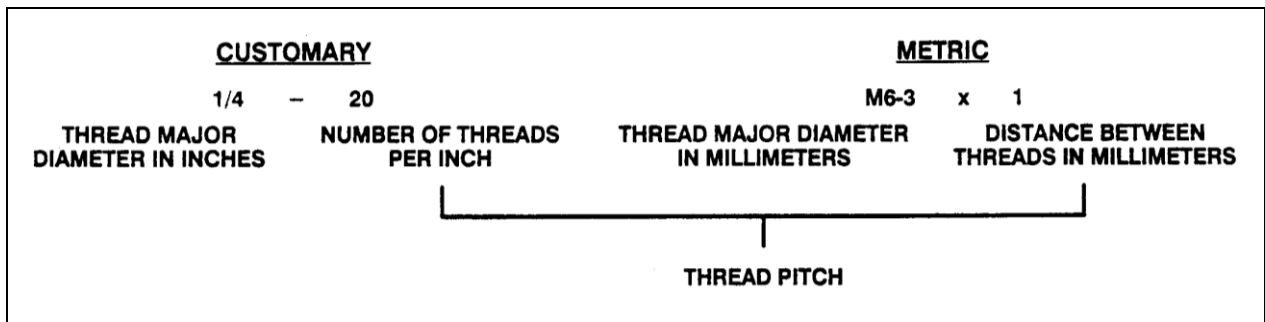 CUSTOMARY
1/4 – 20
THREAD MAJOR
DIAMETER IN INCHES
NUMBER OF THREADS
PER INCH
METRIC
M6-3 x 1
THREAD MAJOR DIAMETER
IN MILLIMETERS
DISTANCE BETWEEN
THREADS IN MILLIMETERS
THREAD PITCH